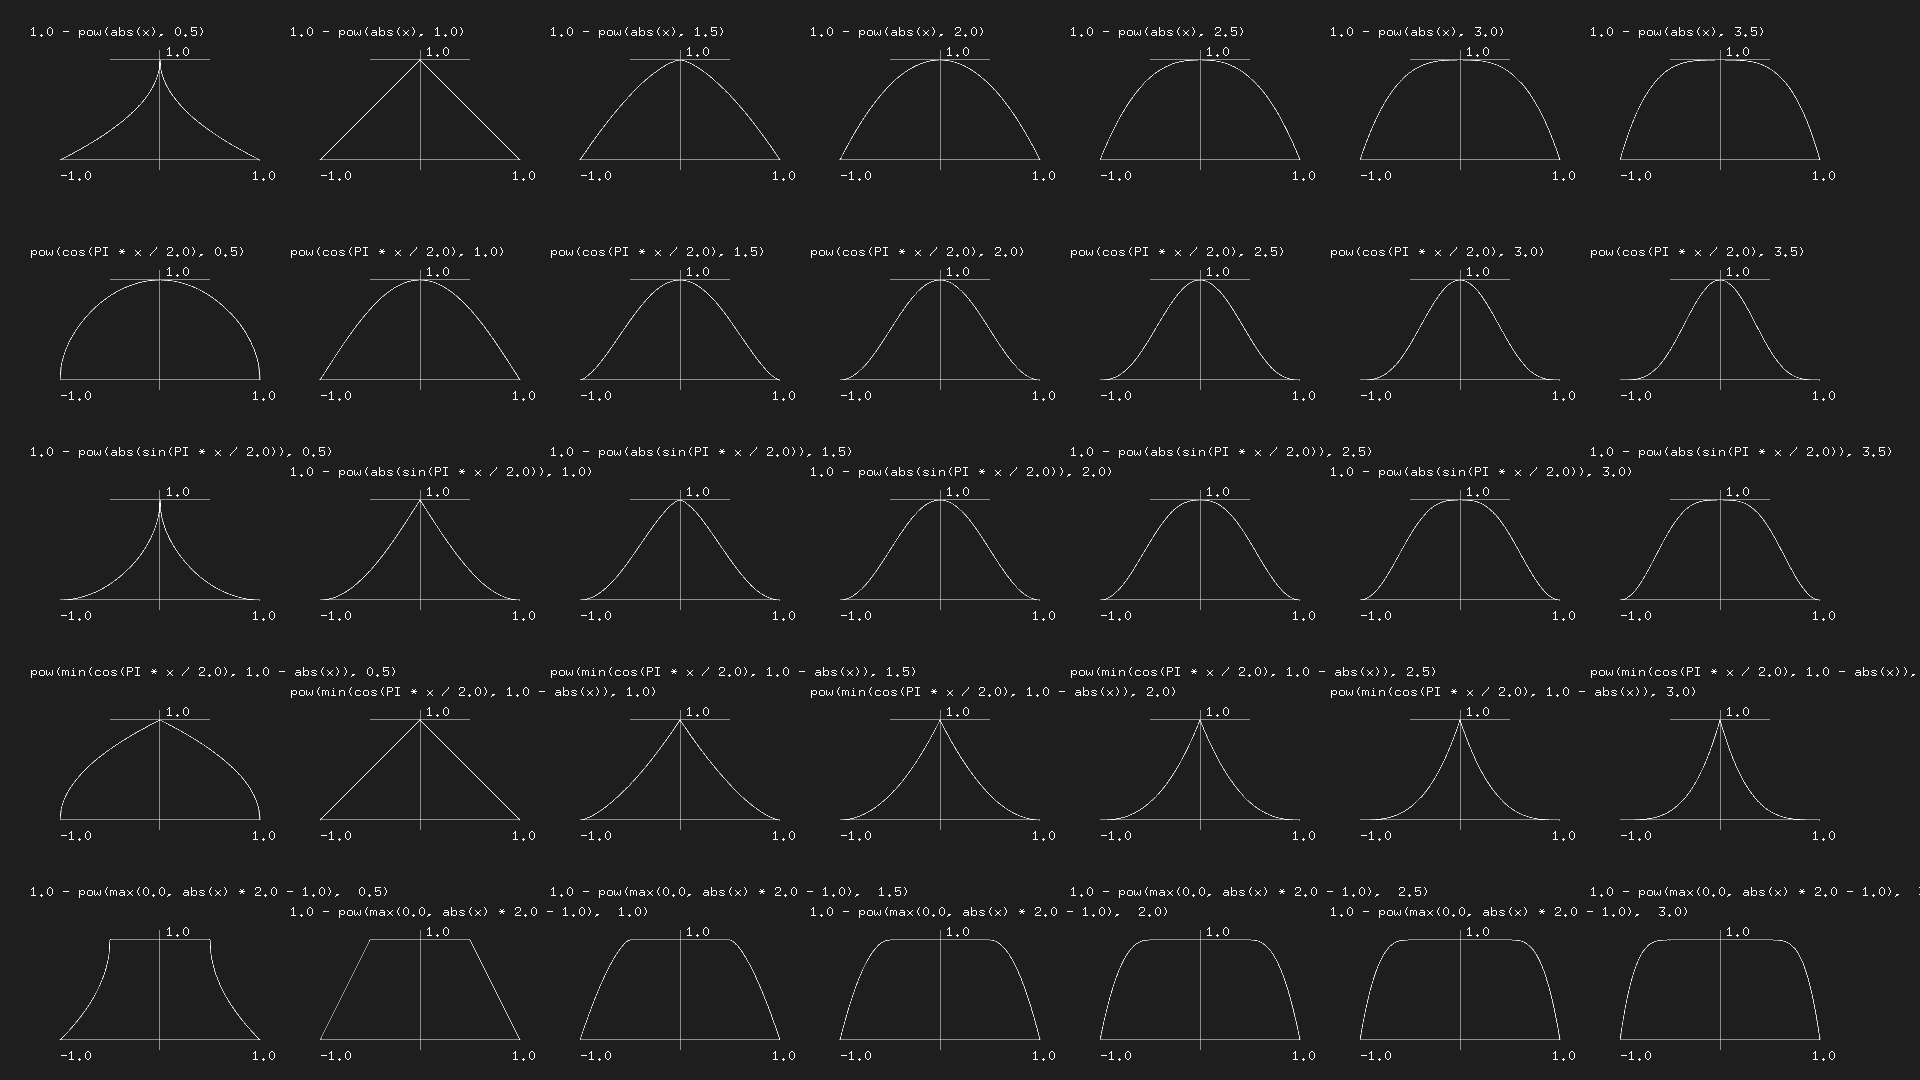 1.0 - pow(abs(x), 0.5) 1.0 - pow(abs(x), 1.0) 1.0 - pow(abs(x), 1.5) 1.0 - pow(abs(x), 2.0) 1.0 - pow(abs(x), 2.5) 1.0 - pow(abs(x), 3.0) 1.0 - pow(abs(x), 3.5)
1.0 1.0 1.0 1.0 1.0 1.0 1.0
-1.0 1.0 -1.0 1.0 -1.0 1.0 -1.0 1.0 -1.0 1.0 -1.0 1.0 -1.0 1.0
pow(cos(PI * x / 2.0), 0.5) pow(cos(PI * x / 2.0), 1.0) pow(cos(PI * x / 2.0), 1.5) pow(cos(PI * x / 2.0), 2.0) pow(cos(PI * x / 2.0), 2.5) pow(cos(PI * x / 2.0), 3.0) pow(cos(PI * x / 2.0), 3.5)
1.0 1.0 1.0 1.0 1.0 1.0 1.0
-1.0 1.0 -1.0 1.0 -1.0 1.0 -1.0 1.0 -1.0 1.0 -1.0 1.0 -1.0 1.0
1.0 - pow(abs(sin(PI * x / 2.0)), 0.5) 1.0 - pow(abs(sin(PI * x / 2.0)), 1.5) 1.0 - pow(abs(sin(PI * x / 2.0)), 2.5) 1.0 - pow(abs(sin(PI * x / 2.0)), 3.5)
1.0 - pow(abs(sin(PI * x / 2.0)), 1.0) 1.0 - pow(abs(sin(PI * x / 2.0)), 2.0) 1.0 - pow(abs(sin(PI * x / 2.0)), 3.0)
1.0 1.0 1.0 1.0 1.0 1.0 1.0
-1.0 1.0 -1.0 1.0 -1.0 1.0 -1.0 1.0 -1.0 1.0 -1.0 1.0 -1.0 1.0
pow(min(cos(PI * x / 2.0), 1.0 - abs(x)), 0.5) pow(min(cos(PI * x / 2.0), 1.0 - abs(x)), 1.5) pow(min(cos(PI * x / 2.0), 1.0 - abs(x)), 2.5) pow(min(cos(PI * x / 2.0), 1.0 - abs(x)),
pow(min(cos(PI * x / 2.0), 1.0 - abs(x)), 1.0) pow(min(cos(PI * x / 2.0), 1.0 - abs(x)), 2.0) pow(min(cos(PI * x / 2.0), 1.0 - abs(x)), 3.0)
1.0 1.0 1.0 1.0 1.0 1.0 1.0
-1.0 1.0 -1.0 1.0 -1.0 1.0 -1.0 1.0 -1.0 1.0 -1.0 1.0 -1.0 1.0
1.0 - pow(max(0.0, abs(x) * 2.0 - 1.0), 0.5) 1.0 - pow(max(0.0, abs(x) * 2.0 - 1.0), 1.5) 1.0 - pow(max(0.0, abs(x) * 2.0 - 1.0), 2.5) 1.0 - pow(max(0.0, abs(x) * 2.0 - 1.0),
1.0 - pow(max(0.0, abs(x) * 2.0 - 1.0), 1.0) 1.0 - pow(max(0.0, abs(x) * 2.0 - 1.0), 2.0) 1.0 - pow(max(0.0, abs(x) * 2.0 - 1.0), 3.0)
1.0 1.0 1.0 1.0 1.0 1.0 1.0
-1.0 1.0 -1.0 1.0 -1.0 1.0 -1.0 1.0 -1.0 1.0 -1.0 1.0 -1.0 1.0